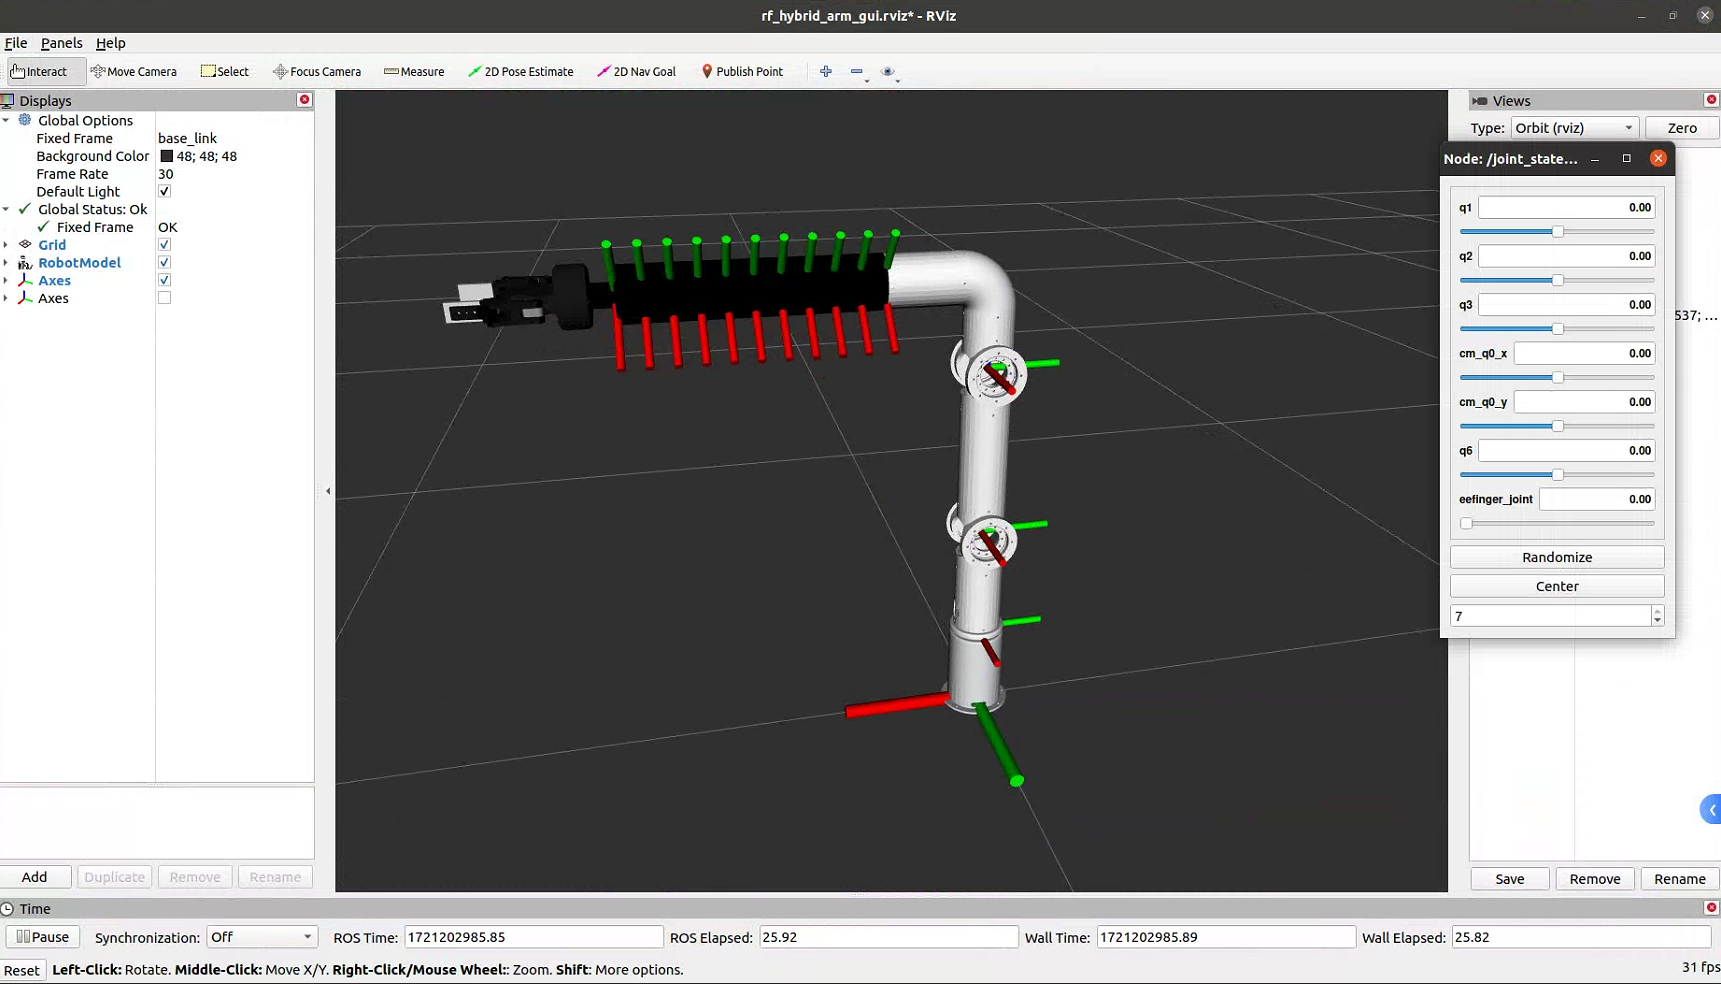 rf_hybrid_arm_gui.rviz* - RViz
File Panels Help
Interact Move Camera Select Focus Camera Measure 2D Pose Estimate 2D Nav Goal Publish Point
Displays
Global Options
Fixed Frame base_link
Background Color 48; 48; 48
Frame Rate 30
Default Light
Global Status: Ok
Fixed Frame OK
Grid
RobotModel
Axes
Axes
Add Duplicate Remove Rename
Views
Type: Orbit (rviz) Zero
Node: /joint_state...
q1 0.00
q2 0.00
q3 0.00
537; ...
cm_q0_x 0.00
cm_q0_y 0.00
q6 0.00
eefinger_joint 0.00
Randomize
Center
7
Save Remove Rename
Time
Pause Synchronization: Off ROS Time: 1721202985.85 ROS Elapsed: 25.92 Wall Time: 1721202985.89 Wall Elapsed: 25.82
Reset Left-Click: Rotate. Middle-Click: Move X/Y. Right-Click/Mouse Wheel:: Zoom. Shift: More options. 31 fps